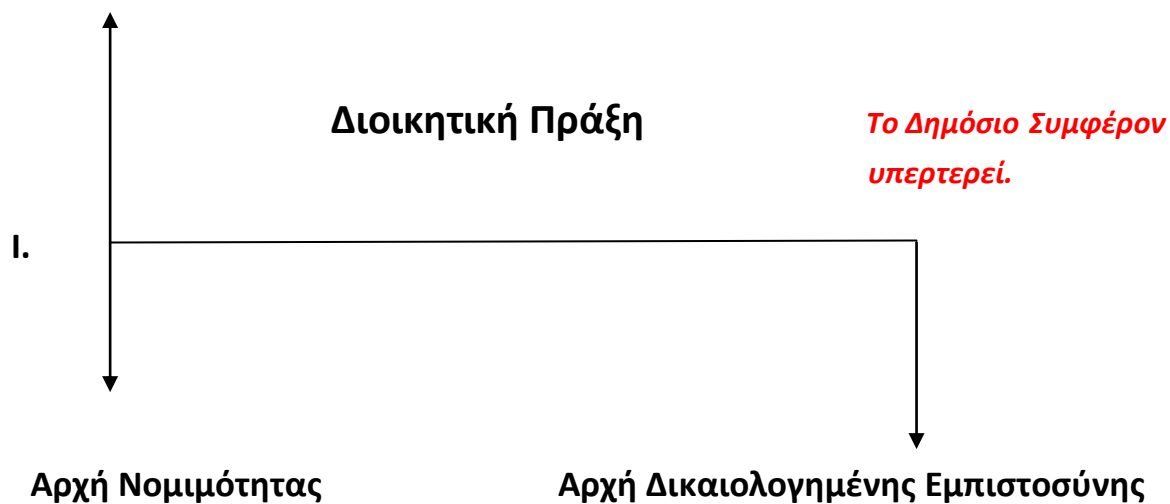 Διοικητική Πράξη
Το Δημόσιο Συμφέρον
υπερτερεί.
I.
Αρχή Νομιμότητας
Αρχή Δικαιολογημένης Εμπιστοσύνης